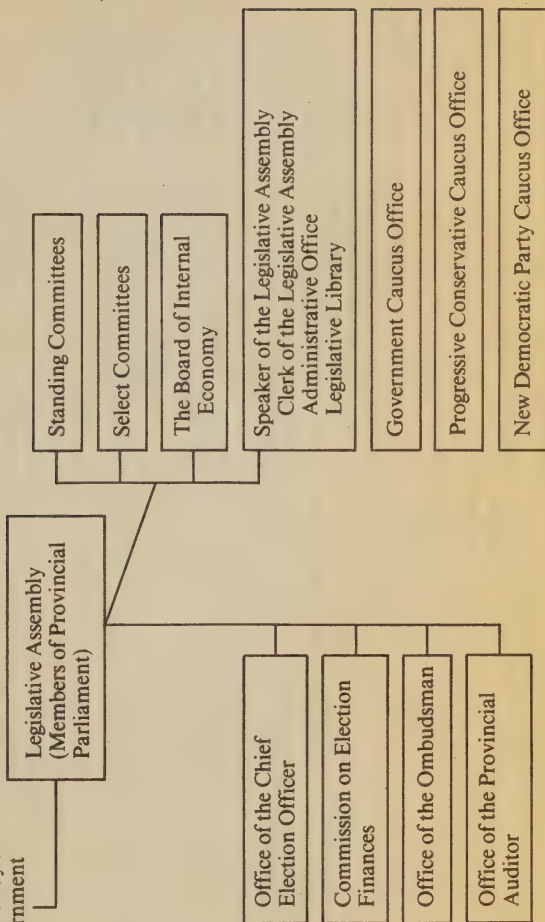 Legislative Assembly
(Members of Provincial
Parliament)
Standing Committees
Select Committees
The Board of Internal
Economy
Speaker of the Legislative Assembly
Clerk of the Legislative Assembly
Administrative Office
Legislative Library
Government Caucus Office
Progressive Conservative Caucus Office
New Democratic Party Caucus Office
Office of the Chief
Election Officer
Commission on Election
Finances
Office of the Ombudsman
Office of the Provincial
Auditor